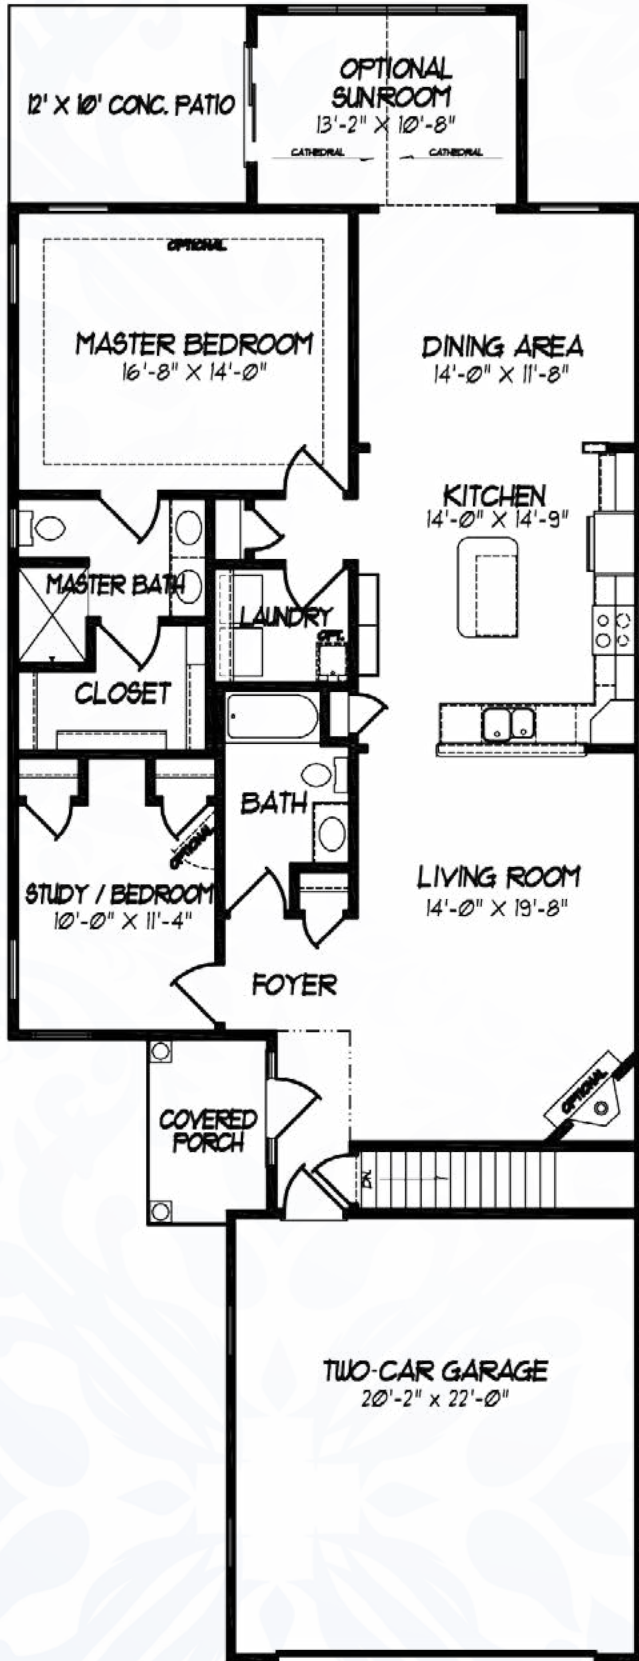 12' X 10' CONC. PATIO
OPTIONAL
SUNROOM
13'-2" X 10'-8"
CATHEDRAL
CATHEDRAL
OPTIONAL
MASTER BEDROOM
16'-8" X 14'-0"
DINING AREA
14'-0" X 11'-8"
KITCHEN
14'-0" X 14'-9"
MASTER BATH
LAUNDRY
OPT.
CLOSET
BATH
OPTIONAL
STUDY / BEDROOM
10'-0" X 11'-4"
LIVING ROOM
14'-0" X 19'-8"
FOYER
OPTIONAL
COVERED
PORCH
DN.
TWO-CAR GARAGE
20'-2" x 22'-0"